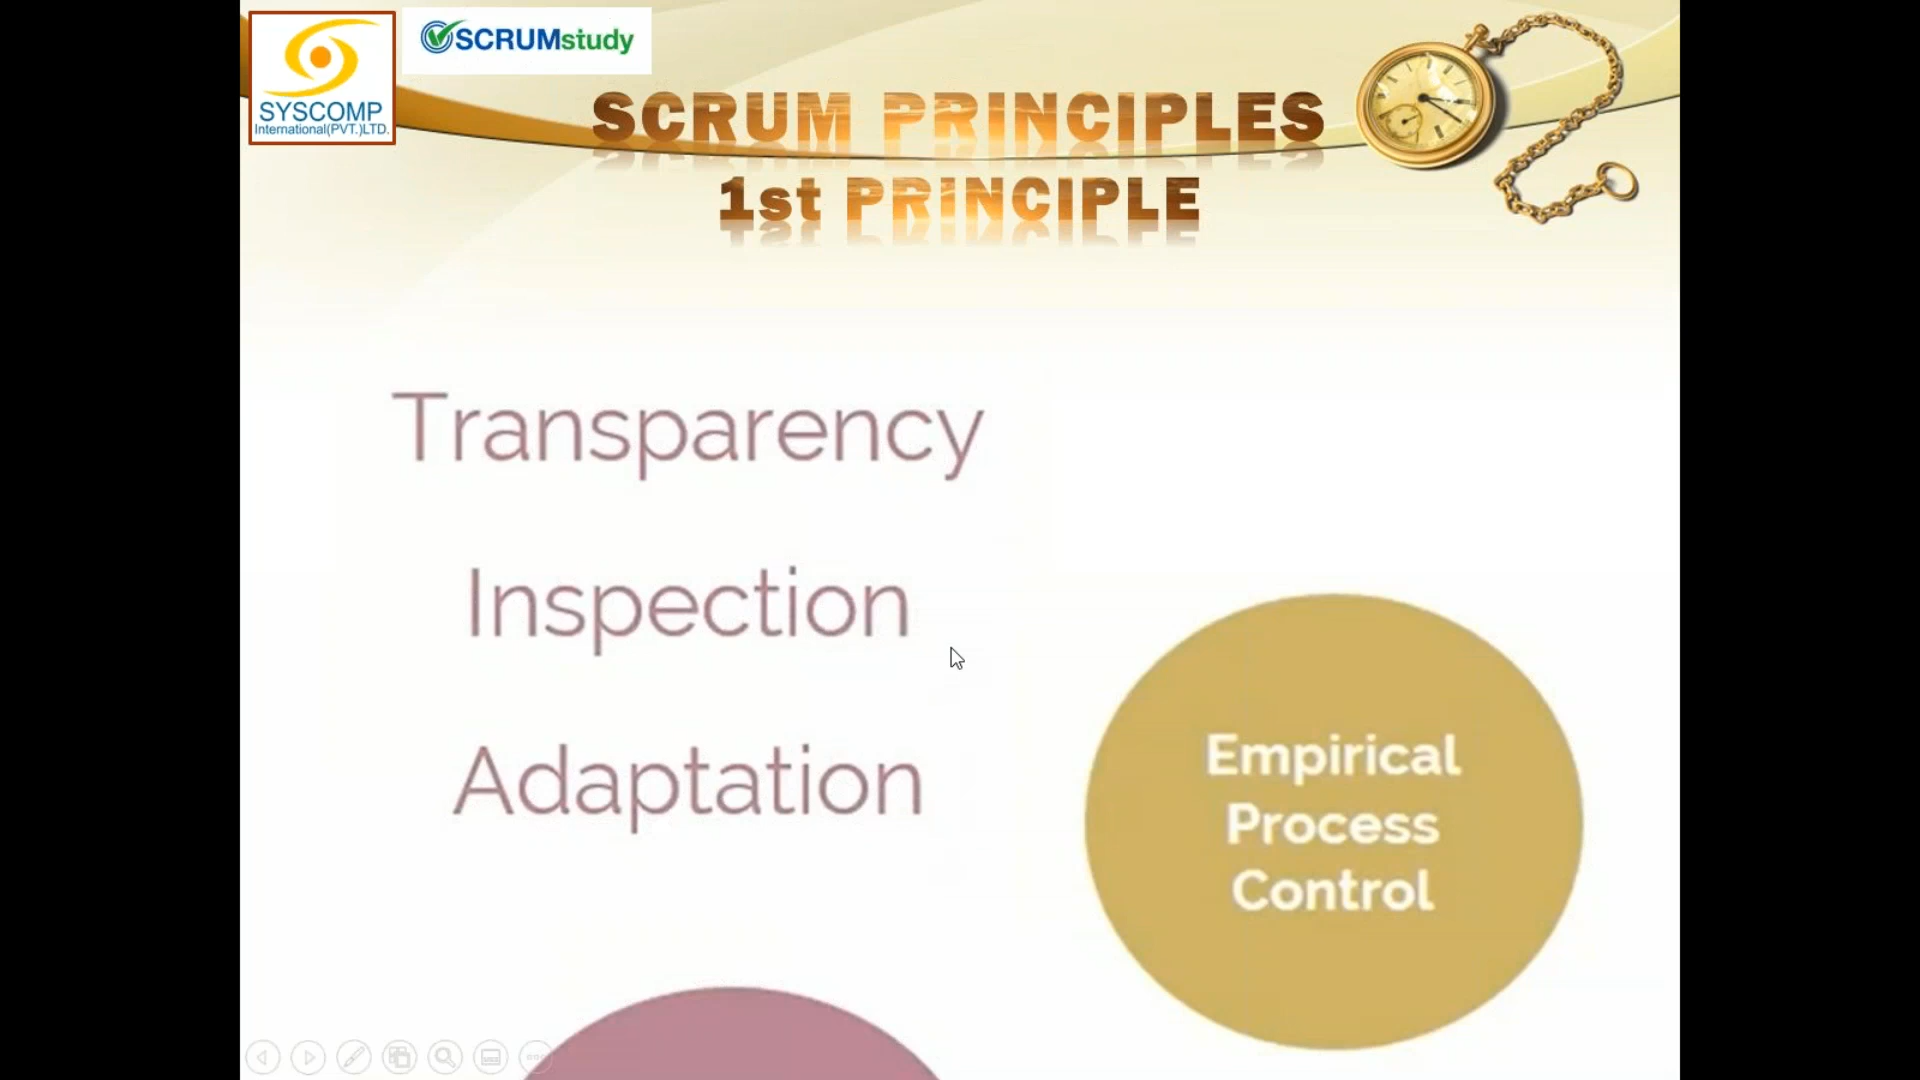 SYSCOMP
International(PVT.)LTD.
SCRUMstudy
SCRUM PRINCIPLES
1st PRINCIPLE
Transparency
Inspection
Adaptation
Empirical
Process
Control